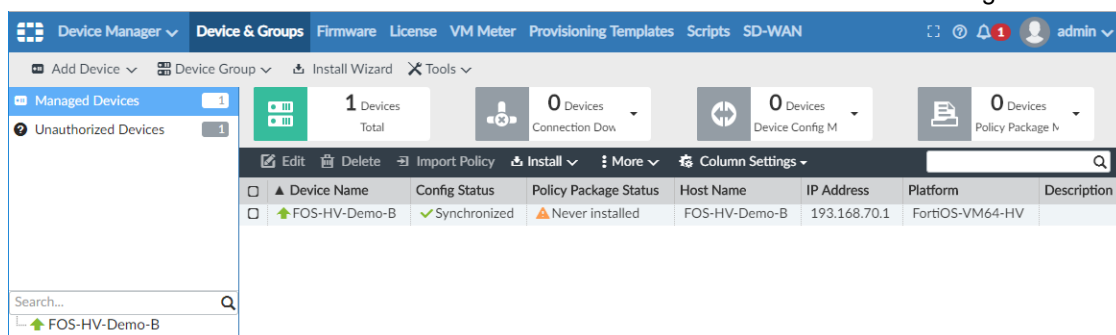 Device Manager Device & Groups Firmware License VM Meter Provisioning Templates Scripts SD-WAN 1 admin
Add Device Device Group Install Wizard Tools
Managed Devices 1
Unauthorized Devices 1
1 Devices
Total
0 Devices
Connection Dow
0 Devices
Device Config M
0 Devices
Policy Package M
Edit Delete Import Policy Install More Column Settings
Device Name Config Status Policy Package Status Host Name IP Address Platform Description
FOS-HV-Demo-B Synchronized Never installed FOS-HV-Demo-B 193.168.70.1 FortiOS-VM64-HV
Search...
FOS-HV-Demo-B